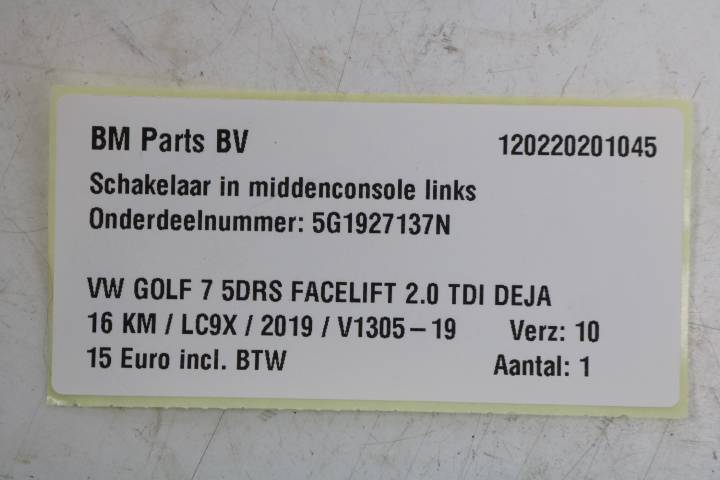 BM Parts BV 120220201045
Schakelaar in middenconsole links
Onderdeelnummer: 5G1927137N
VW GOLF 7 5DRS FACELIFT 2.0 TDI DEJA
16 KM / LC9X / 2019 / V1305-19 Verz: 10
15 Euro incl. BTW Aantal: 1